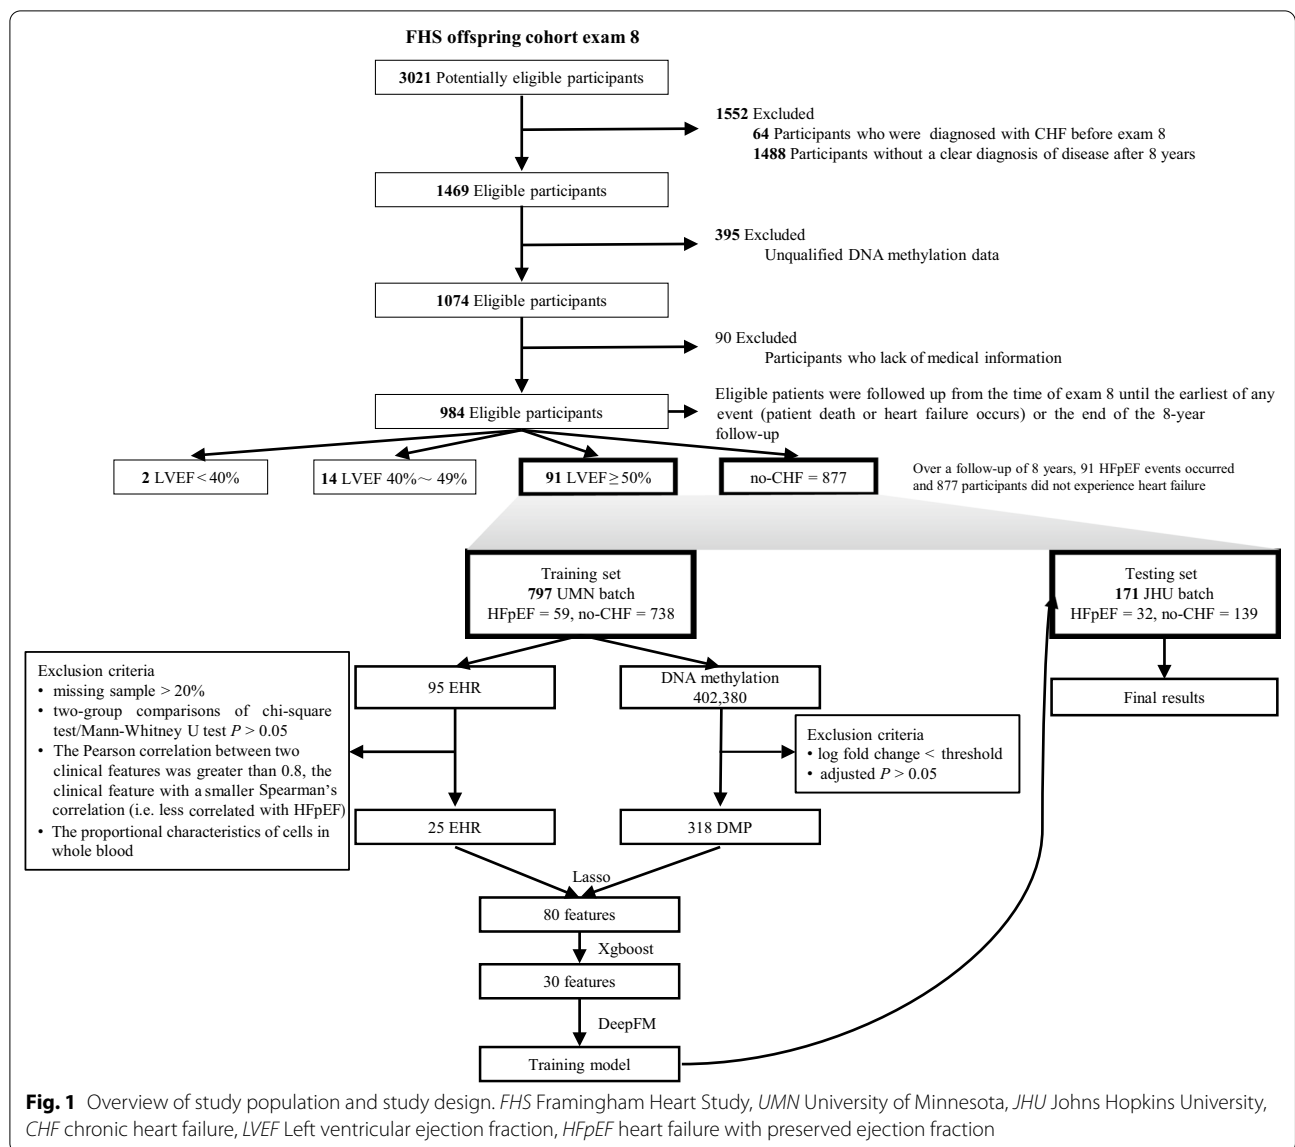 FHS offspring cohort exam 8
3021 Potentially eligible participants
1552 Excluded
64 Participants who were diagnosed with CHF before exam 8
1488 Participants without a clear diagnosis of disease after 8 years
1469 Eligible participants
395 Excluded
Unqualified DNA methylation data
1074 Eligible participants
90 Excluded
Participants who lack of medical information
984 Eligible participants
Eligible patients were followed up from the time of exam 8 until the earliest of any
event (patient death or heart failure occurs) or the end of the 8-year
follow-up
2 LVEF < 40%
14 LVEF 40%～ 49%
91 LVEF ≥ 50%
no-CHF = 877
Over a follow-up of 8 years, 91 HFpEF events occurred
and 877 participants did not experience heart failure
Training set
797 UMN batch
HFpEF = 59, no-CHF = 738
Testing set
171 JHU batch
HFpEF = 32, no-CHF = 139
Exclusion criteria
• missing sample > 20%
• two-group comparisons of chi-square
test/Mann-Whitney U test P > 0.05
• The Pearson correlation between two
clinical features was greater than 0.8, the
clinical feature with a smaller Spearman's
correlation (i.e. less correlated with HFpEF)
• The proportional characteristics of cells in
whole blood
95 EHR
DNA methylation
402,380
Final results
Exclusion criteria
• log fold change < threshold
• adjusted P > 0.05
25 EHR
318 DMP
Lasso
80 features
Xgboost
30 features
DeepFM
Training model
Fig. 1 Overview of study population and study design. FHS Framingham Heart Study, UMN University of Minnesota, JHU Johns Hopkins University,
CHF chronic heart failure, LVEF Left ventricular ejection fraction, HFpEF heart failure with preserved ejection fraction